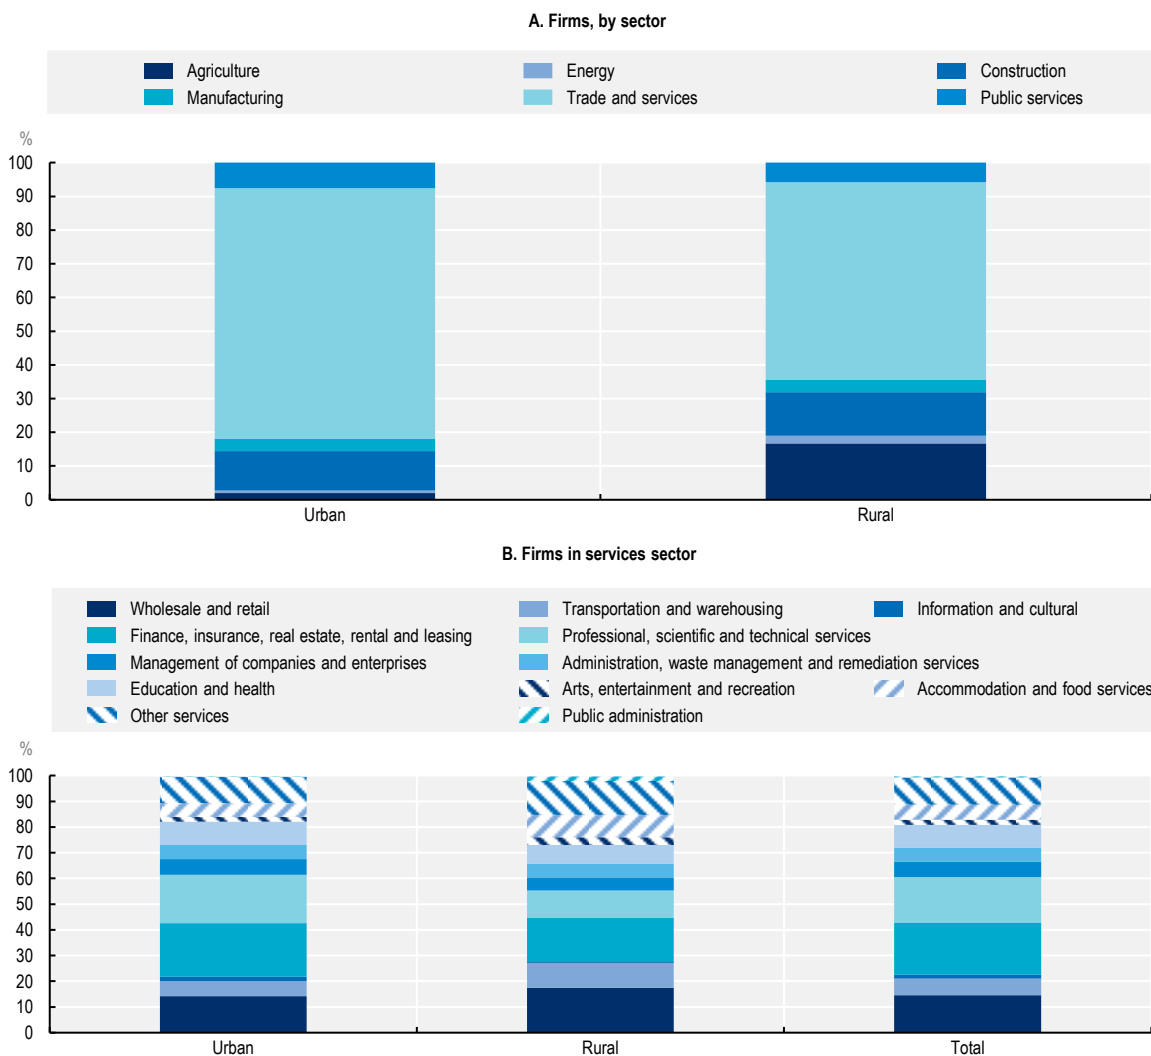 A. Firms, by sector
Agriculture Energy Construction
Manufacturing Trade and services Public services
%
100
90
80
70
60
50
40
30
20
10
0
Urban Rural
B. Firms in services sector
Wholesale and retail Transportation and warehousing Information and cultural
Finance, insurance, real estate, rental and leasing Professional, scientific and technical services
Management of companies and enterprises Administration, waste management and remediation services
Education and health Arts, entertainment and recreation Accommodation and food services
Other services Public administration
%
100
90
80
70
60
50
40
30
20
10
0
Urban Rural Total